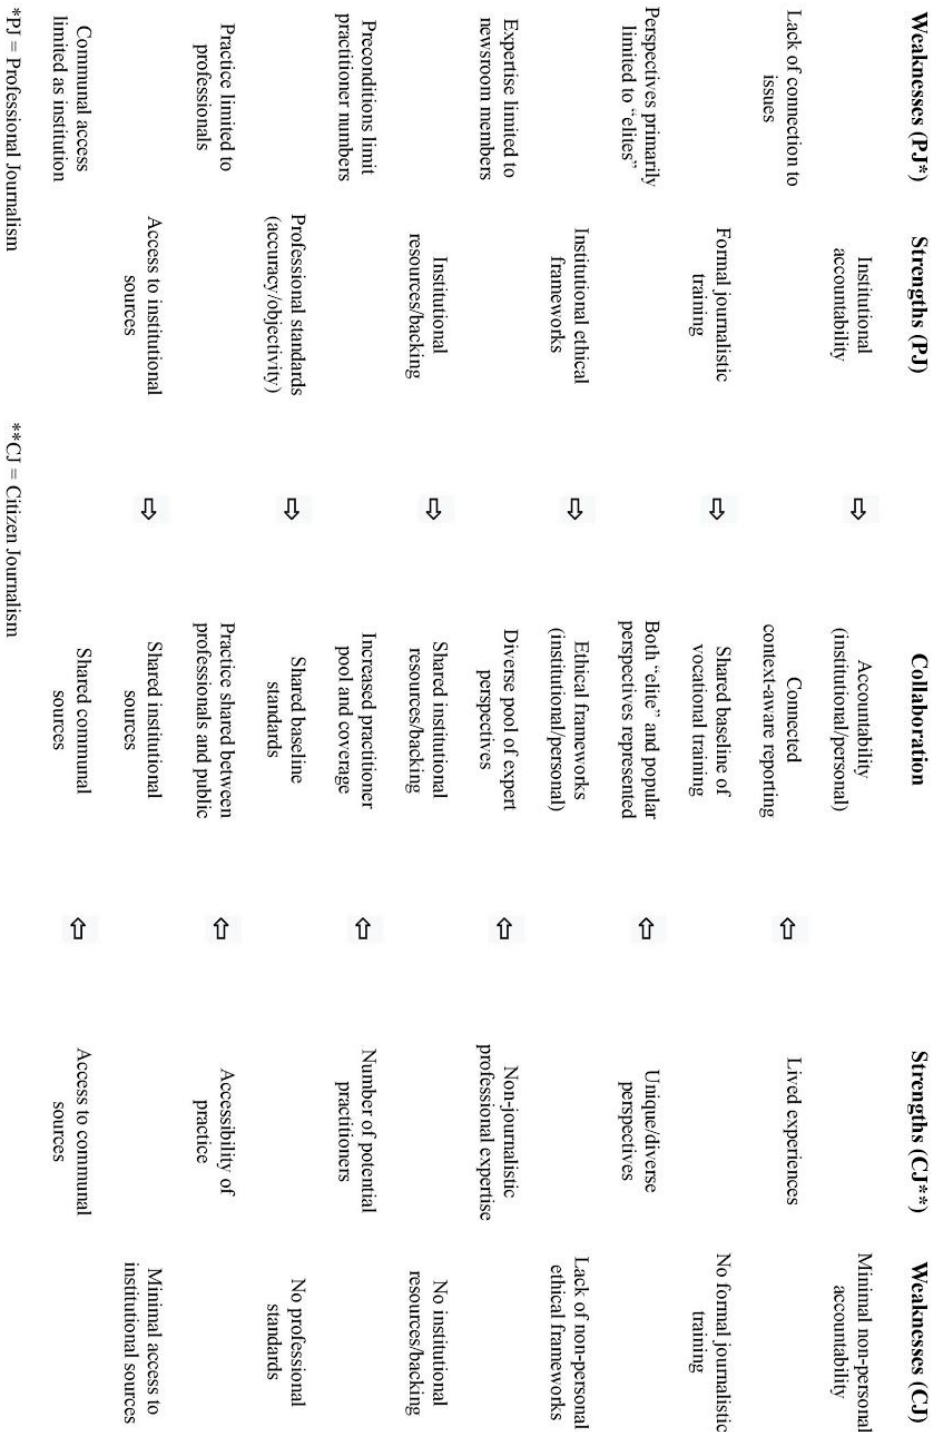 Weaknesses (PJ*) Strengths (PJ) Collaboration Strengths (CJ**) Weaknesses (CJ)
Institutional
accountability
⇨
Accountability
(institutional/personal)
Minimal non-personal
accountability
Lack of connection to
issues
Connected
context-aware reporting
⇦
Lived experiences
Formal journalistic
training
⇨
Shared baseline of
vocational training
No formal journalistic
training
Perspectives primarily
limited to “elites”
Both “elite” and popular
perspectives represented
⇦
Unique/diverse
perspectives
Institutional ethical
frameworks
⇨
Ethical frameworks
(institutional/personal)
Lack of non-personal
ethical frameworks
Expertise limited to
newsroom members
Diverse pool of expert
perspectives
⇦
Non-journalistic
professional expertise
Institutional
resources/backing
⇨
Shared institutional
resources/backing
No institutional
resources/backing
Preconditions limit
practitioner numbers
Increased practitioner
pool and coverage
⇦
Number of potential
practitioners
Professional standards
(accuracy/objectivity)
⇨
Shared baseline
standards
No professional
standards
Practice limited to
professionals
Practice shared between
professionals and public
⇦
Accessibility of
practice
Access to institutional
sources
⇨
Shared institutional
sources
Minimal access to
institutional sources
Communal access
limited as institution
Shared communal
sources
⇦
Access to communal
sources
*PJ = Professional Journalism **CJ = Citizen Journalism